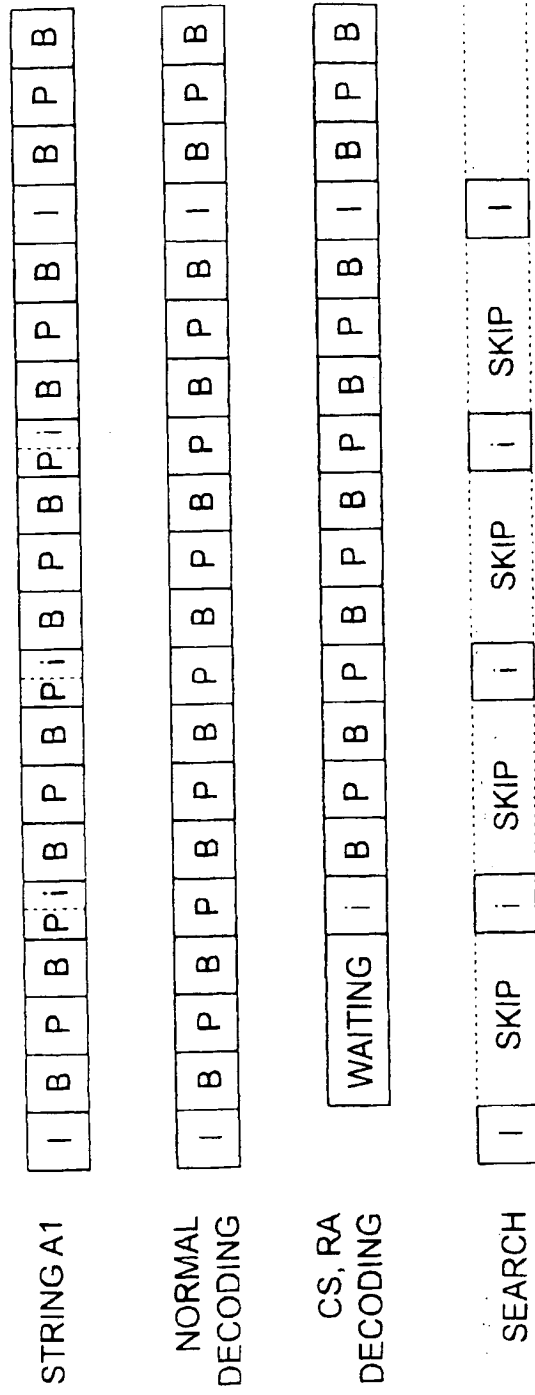 STRING A1 I B P B P i B P B P i B P B P i B P B I B P B
NORMAL
DECODING I B P B P B P B P B P B P B P B I B P B
CS, RA
DECODING WAITING i B P B P B P B P B P B I B P B
SEARCH I SKIP i SKIP i SKIP i SKIP I